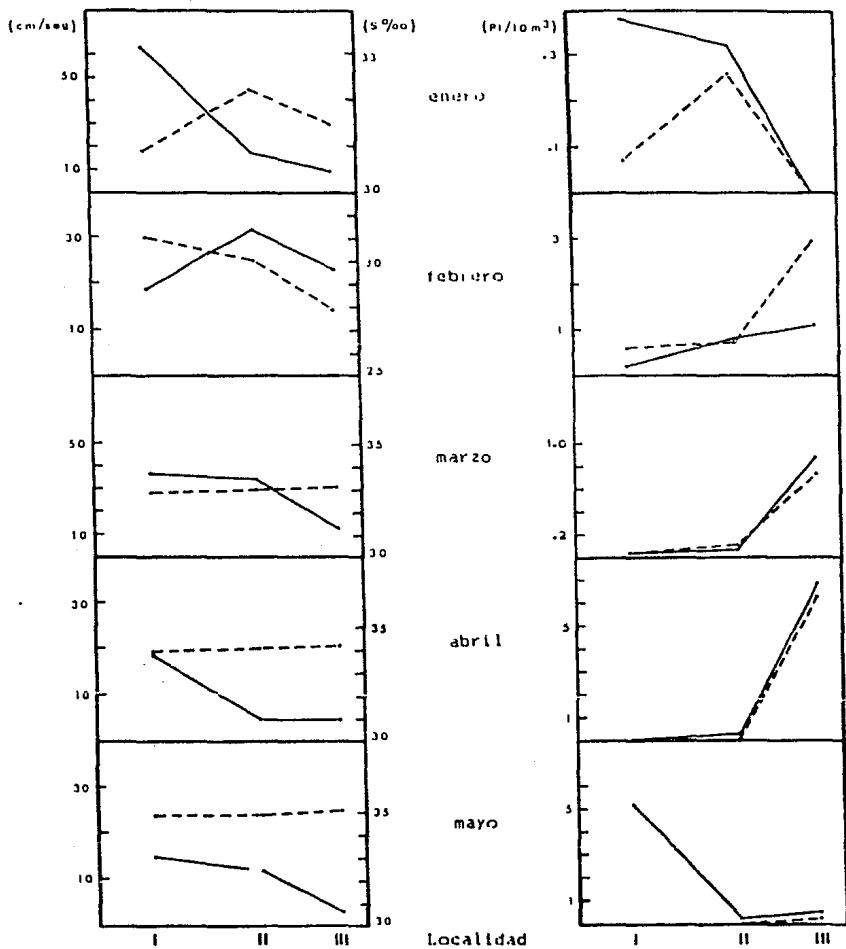 (cm/seg) (S‰) (Pl/10m³)
33 .3
50
enero
.1
10
30
30 3
30
febrero
10 1
25
50 35 1.0
marzo
10 .2
30
30 35 5
abril
10 1
30
30 35 5
mayo
10 1
30
I II III Localidad I II III